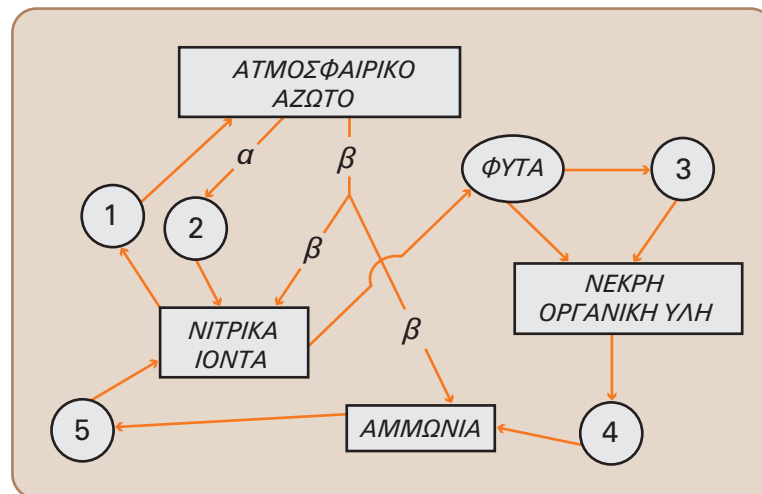 ΑΤΜΟΣΦΑΙΡΙΚΟ
ΑΖΩΤΟ
α
β
ΦΥΤΑ
3
1
2
β
ΝΕΚΡΗ
ΟΡΓΑΝΙΚΗ ΥΛΗ
ΝΙΤΡΙΚΑ
ΙΟΝΤΑ
β
5
ΑΜΜΩΝΙΑ
4